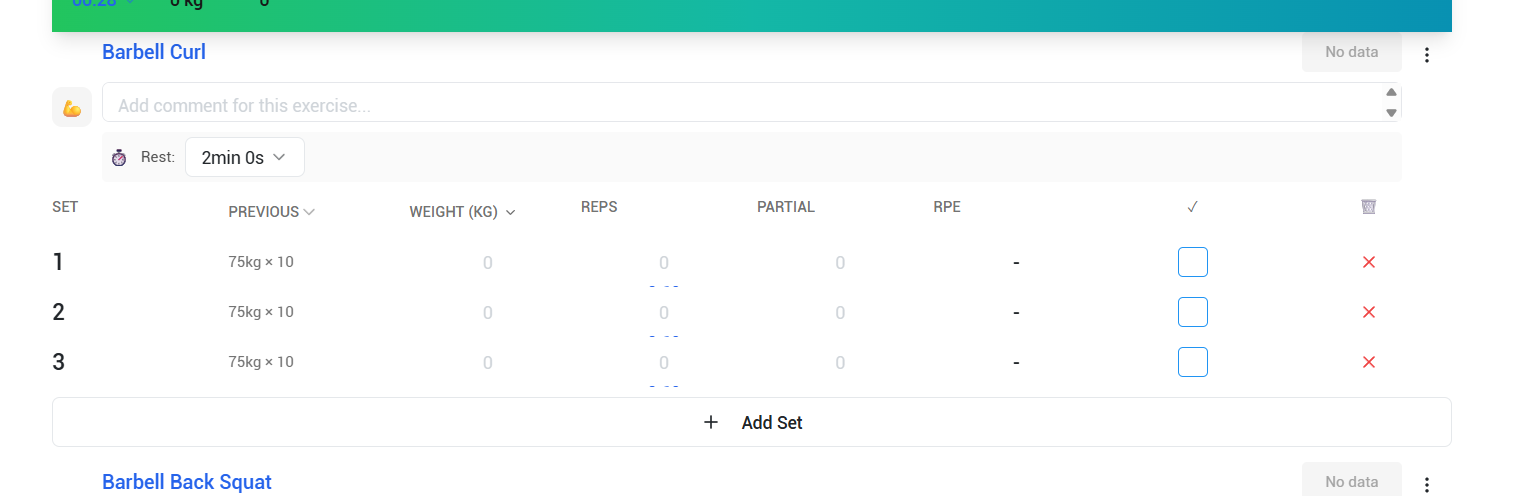 00:28 0 kg 0
Barbell Curl No data
Add comment for this exercise...
Rest: 2min 0s
SET PREVIOUS WEIGHT (KG) REPS PARTIAL RPE ✓
1 75kg × 10 0 0 0 -
2 75kg × 10 0 0 0 -
3 75kg × 10 0 0 0 -
+ Add Set
Barbell Back Squat No data